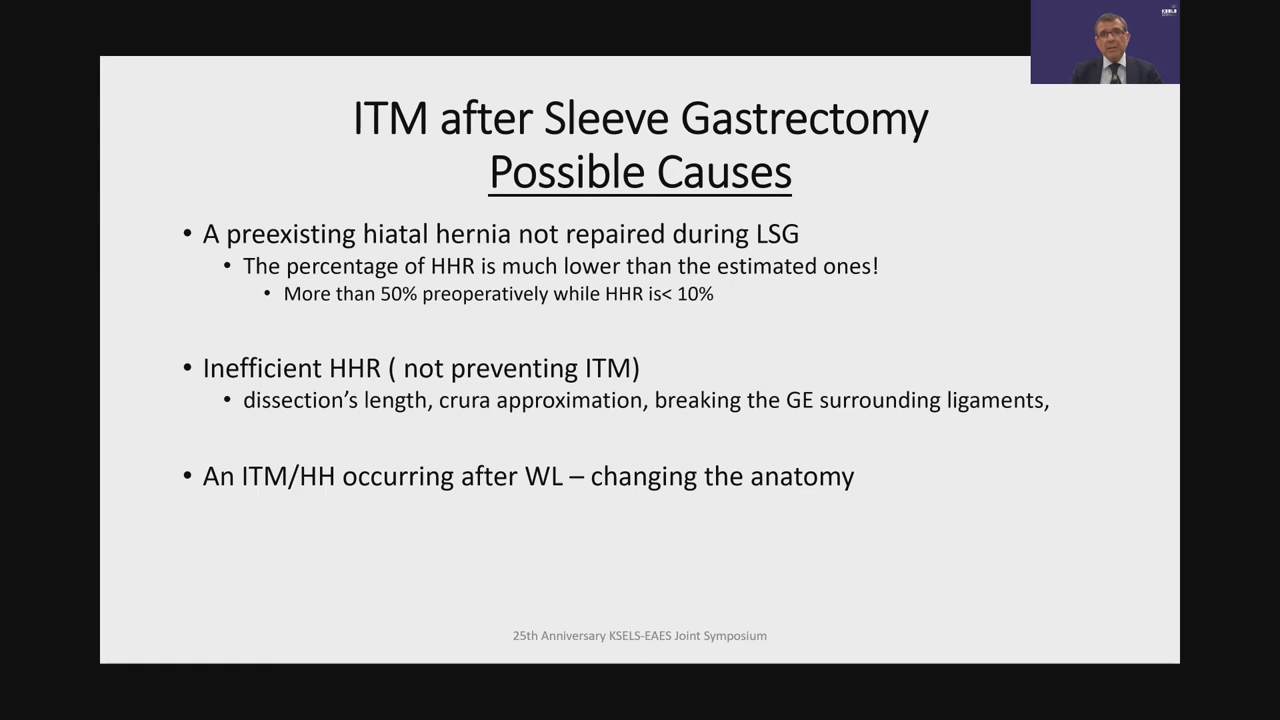 KSELS
ITM after Sleeve Gastrectomy
Possible Causes
• A preexisting hiatal hernia not repaired during LSG
• The percentage of HHR is much lower than the estimated ones!
• More than 50% preoperatively while HHR is< 10%
• Inefficient HHR ( not preventing ITM)
• dissection’s length, crura approximation, breaking the GE surrounding ligaments,
• An ITM/HH occurring after WL – changing the anatomy
25th Anniversary KSELS-EAES Joint Symposium